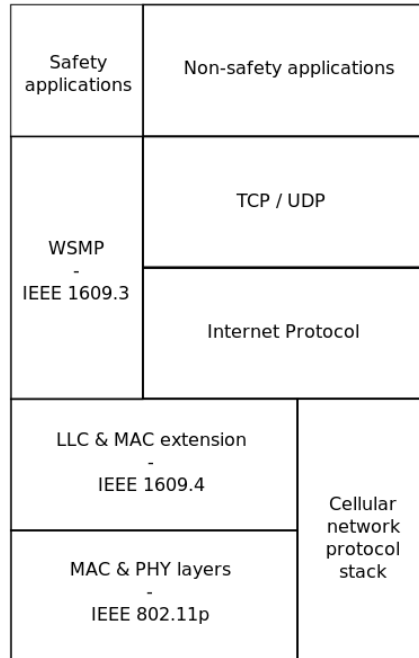 Safety
applications
Non-safety applications
WSMP
-
IEEE 1609.3
TCP / UDP
Internet Protocol
LLC & MAC extension
-
IEEE 1609.4
Cellular
network
protocol
stack
MAC & PHY layers
-
IEEE 802.11p